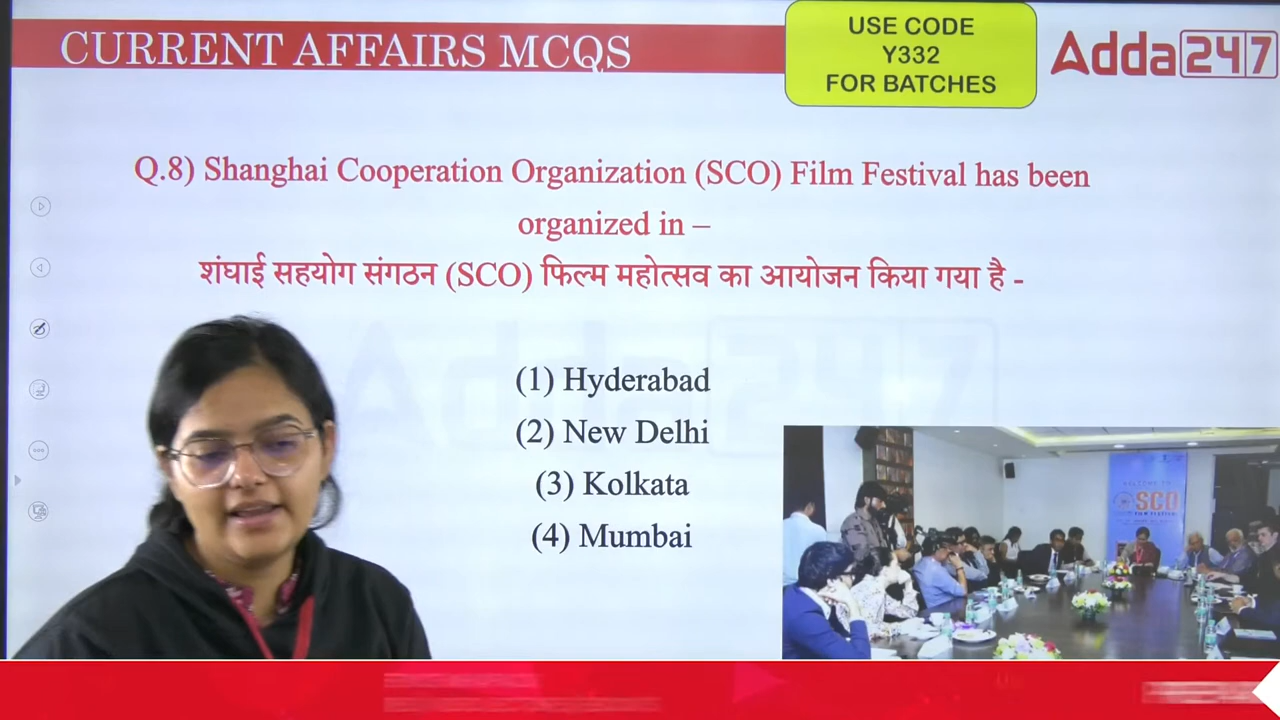 CURRENT AFFAIRS MCQS
USE CODE
Y332
FOR BATCHES
Adda247
Q.8) Shanghai Cooperation Organization (SCO) Film Festival has been
organized in –
शंघाई सहयोग संगठन (SCO) फिल्म महोत्सव का आयोजन किया गया है -
(1) Hyderabad
(2) New Delhi
(3) Kolkata
(4) Mumbai
SCO
FILM FESTIVAL